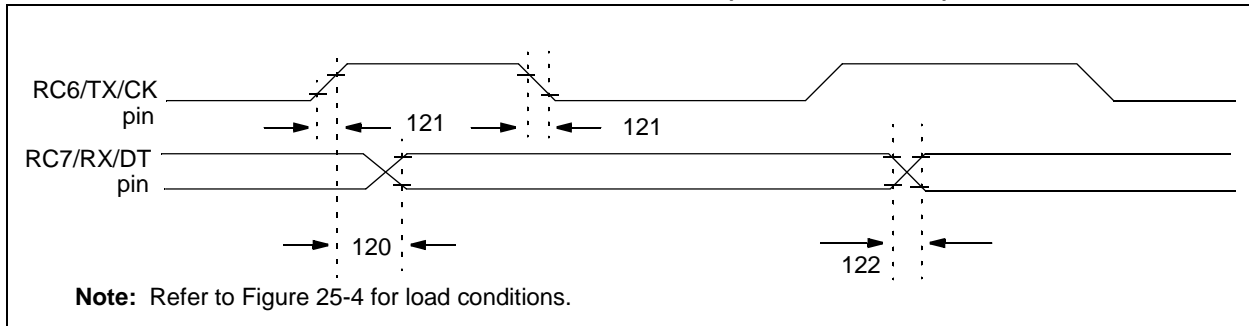 RC6/TX/CK
pin
121
121
RC7/RX/DT
pin
120
122
Note: Refer to Figure 25-4 for load conditions.